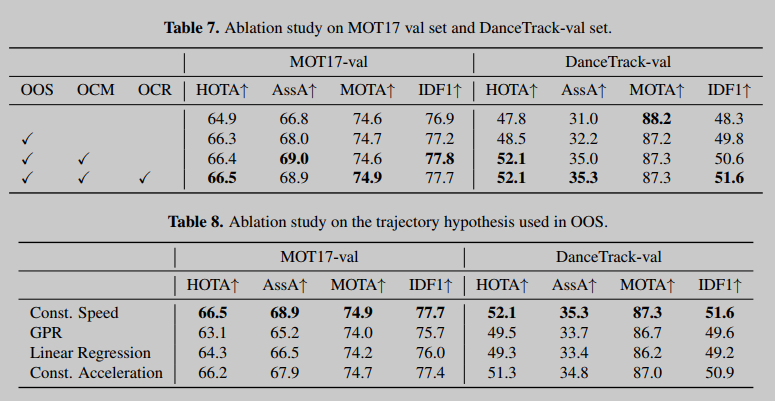 Table 7. Ablation study on MOT17 val set and DanceTrack-val set.
MOT17-val DanceTrack-val
OOS OCM OCR HOTA↑ AssA↑ MOTA↑ IDF1↑ HOTA↑ AssA↑ MOTA↑ IDF1↑
64.9 66.8 74.6 76.9 47.8 31.0 88.2 48.3
✓ 66.3 68.0 74.7 77.2 48.5 32.2 87.2 49.8
✓ ✓ 66.4 69.0 74.6 77.8 52.1 35.0 87.3 50.6
✓ ✓ ✓ 66.5 68.9 74.9 77.7 52.1 35.3 87.3 51.6
Table 8. Ablation study on the trajectory hypothesis used in OOS.
MOT17-val DanceTrack-val
HOTA↑ AssA↑ MOTA↑ IDF1↑ HOTA↑ AssA↑ MOTA↑ IDF1↑
Const. Speed 66.5 68.9 74.9 77.7 52.1 35.3 87.3 51.6
GPR 63.1 65.2 74.0 75.7 49.5 33.7 86.7 49.6
Linear Regression 64.3 66.5 74.2 76.0 49.3 33.4 86.2 49.2
Const. Acceleration 66.2 67.9 74.7 77.4 51.3 34.8 87.0 50.9